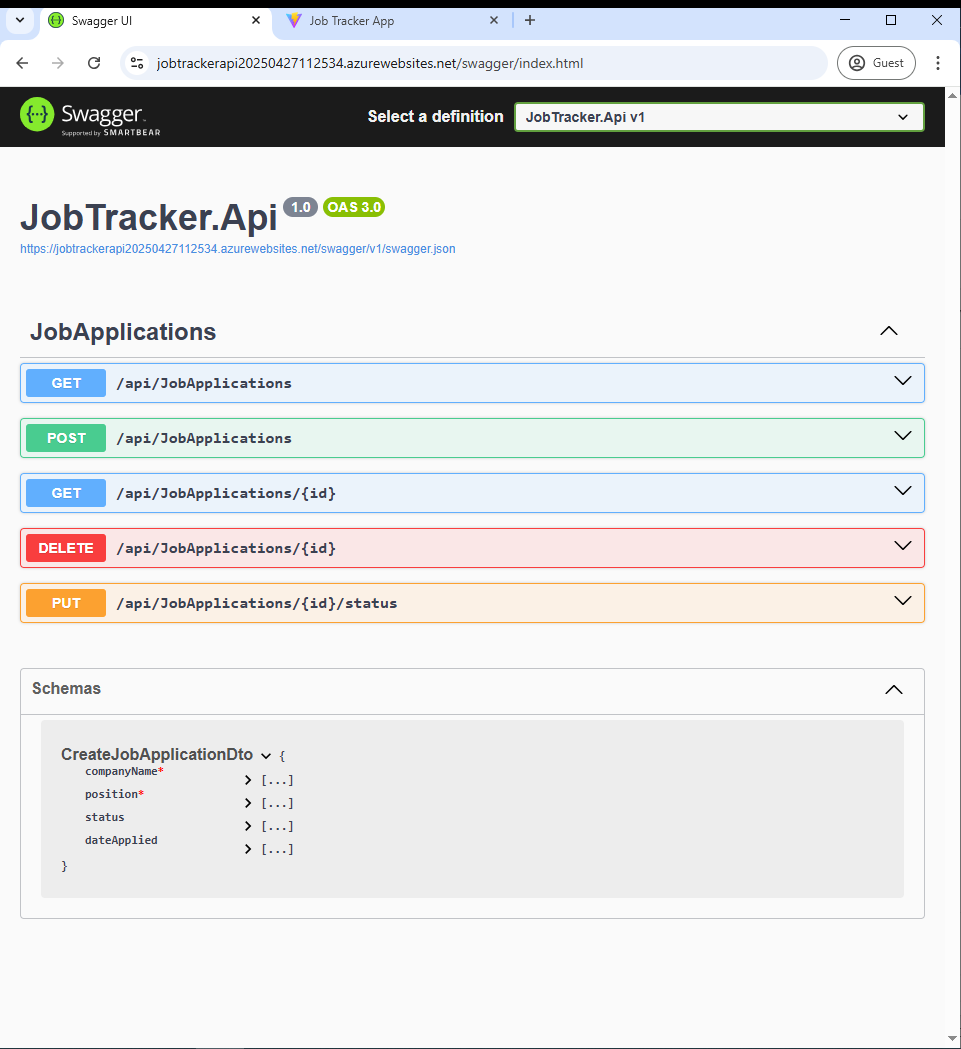 Swagger UI
Job Tracker App
jobtrackerapi20250427112534.azurewebsites.net/swagger/index.html
Guest
Swagger
Supported by SMARTBEAR
Select a definition
JobTracker.Api v1
JobTracker.Api 1.0 OAS 3.0
https://jobtrackerapi20250427112534.azurewebsites.net/swagger/v1/swagger.json
JobApplications
GET /api/JobApplications
POST /api/JobApplications
GET /api/JobApplications/{id}
DELETE /api/JobApplications/{id}
PUT /api/JobApplications/{id}/status
Schemas
CreateJobApplicationDto {
companyName* [...]
position* [...]
status [...]
dateApplied [...]
}